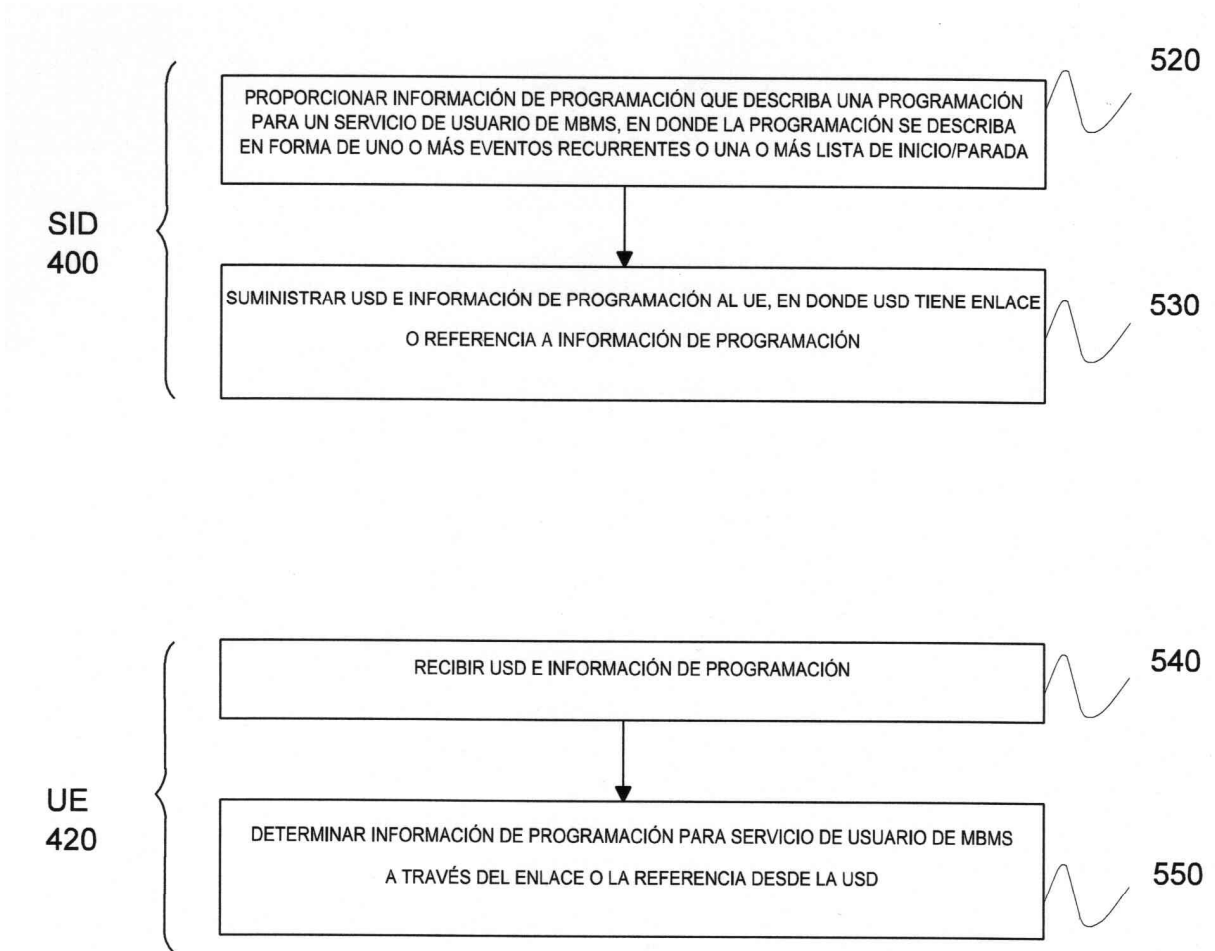 520
PROPORCIONAR INFORMACIÓN DE PROGRAMACIÓN QUE DESCRIBA UNA PROGRAMACIÓN
PARA UN SERVICIO DE USUARIO DE MBMS, EN DONDE LA PROGRAMACIÓN SE DESCRIBA
EN FORMA DE UNO O MÁS EVENTOS RECURRENTES O UNA O MÁS LISTA DE INICIO/PARADA
SID
400
530
SUMINISTRAR USD E INFORMACIÓN DE PROGRAMACIÓN AL UE, EN DONDE USD TIENE ENLACE
O REFERENCIA A INFORMACIÓN DE PROGRAMACIÓN
540
RECIBIR USD E INFORMACIÓN DE PROGRAMACIÓN
UE
420
DETERMINAR INFORMACIÓN DE PROGRAMACIÓN PARA SERVICIO DE USUARIO DE MBMS
A TRAVÉS DEL ENLACE O LA REFERENCIA DESDE LA USD
550